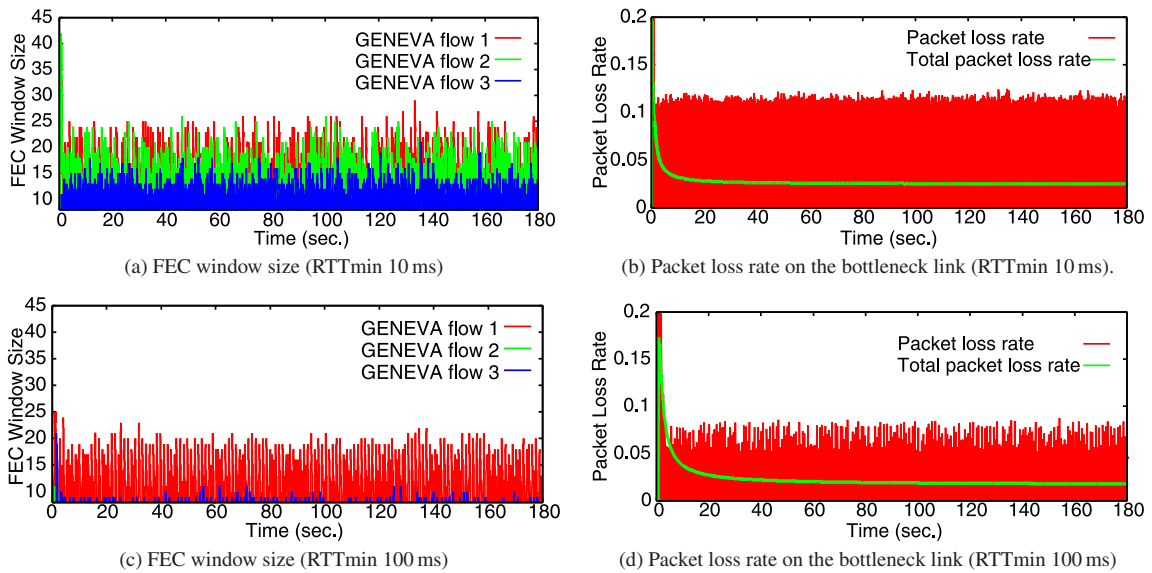 45
40
35
30
25
20
15
10
FEC Window Size
GENEVA flow 1
GENEVA flow 2
GENEVA flow 3
0 20 40 60 80 100 120 140 160 180
Time (sec.)
(a) FEC window size (RTTmin 10 ms)
0.2
0.15
0.1
0.05
0
Packet Loss Rate
Packet loss rate
Total packet loss rate
0 20 40 60 80 100 120 140 160 180
Time (sec.)
(b) Packet loss rate on the bottleneck link (RTTmin 10 ms).
45
40
35
30
25
20
15
10
FEC Window Size
GENEVA flow 1
GENEVA flow 2
GENEVA flow 3
0 20 40 60 80 100 120 140 160 180
Time (sec.)
(c) FEC window size (RTTmin 100 ms)
0.2
0.15
0.1
0.05
0
Packet Loss Rate
Packet loss rate
Total packet loss rate
0 20 40 60 80 100 120 140 160 180
Time (sec.)
(d) Packet loss rate on the bottleneck link (RTTmin 100 ms)